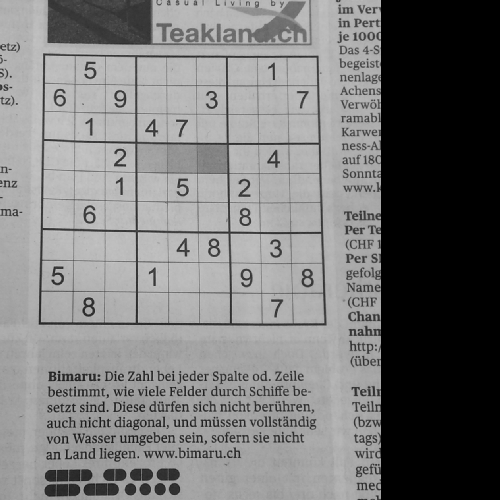 Casual Living by
Teakland.ch
5 1
6 9 3 7
1 4 7
2 4
1 5 2
6 8
4 8 3
5 1 9 8
8 7
Bimaru: Die Zahl bei jeder Spalte od. Zeile
bestimmt, wie viele Felder durch Schiffe be-
setzt sind. Diese dürfen sich nicht berühren,
auch nicht diagonal, und müssen vollständig
von Wasser umgeben sein, sofern sie nicht
an Land liegen. www.bimaru.ch
etz)
S).
tz).
n-
enz
ma-
im Ver
in Pert
je 1000
Das 4-S
begeist
nenlage
Achens
Verwöh
ramabl
Karwen
ness-A
auf 180
Sonnta
www.k
Teilne
Per Te
(CHF 1
Per S
gefolg
Name
(CHF
Chan
nahm
http:/
(über
Teiln
Teiln
(bzw
tags)
wird
gefü
med